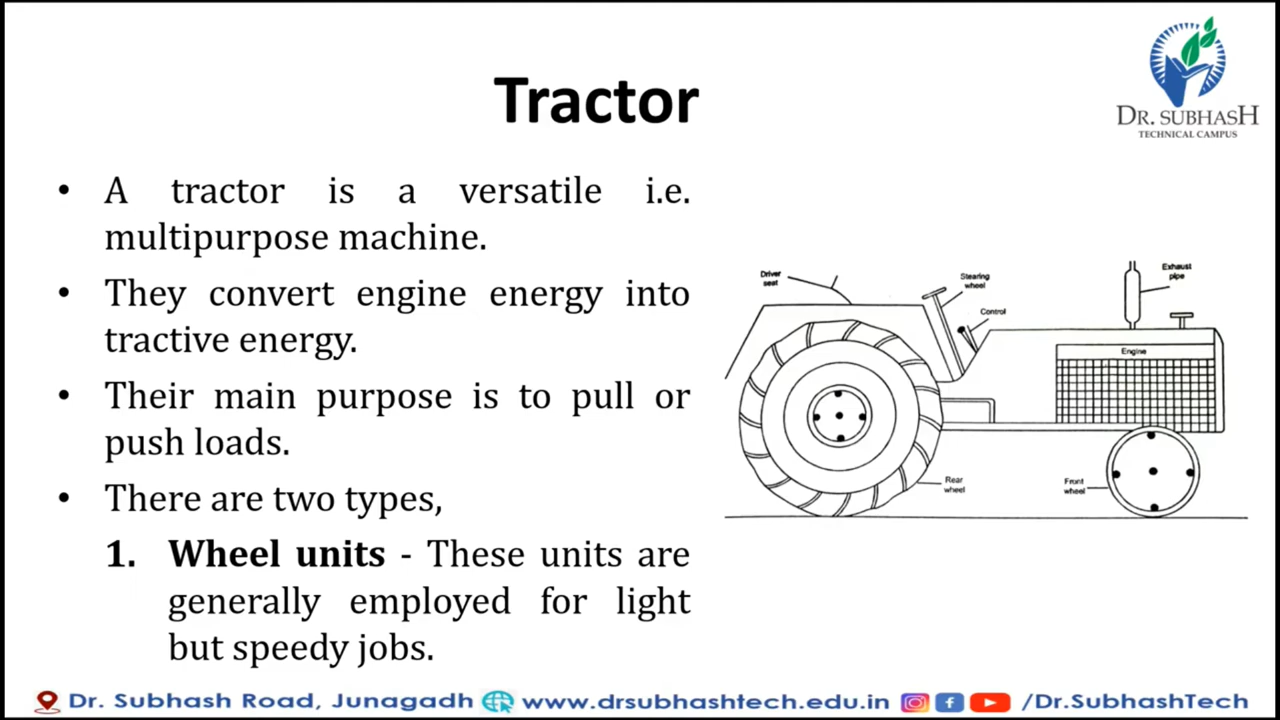 Tractor
DR. SUBHASH
TECHNICAL CAMPUS
• A tractor is a versatile i.e.
multipurpose machine.
• They convert engine energy into
tractive energy.
• Their main purpose is to pull or
push loads.
• There are two types,
1. Wheel units - These units are
generally employed for light
but speedy jobs.
Driver
seat
Stearing
wheel
Control
Exhaust
pipe
Engine
Rear
wheel
Front
wheel
Dr. Subhash Road, Junagadh www.drsubhashtech.edu.in /Dr.SubhashTech